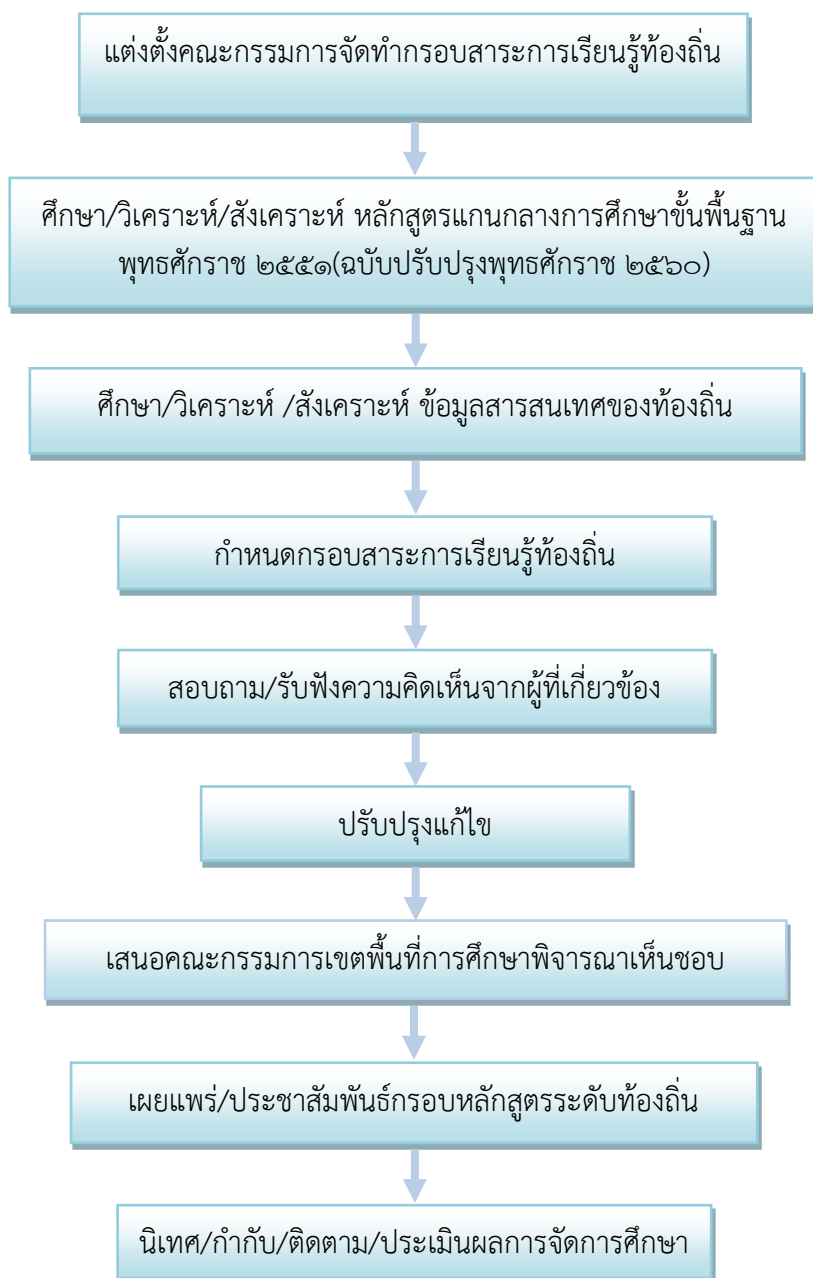 แต่งตั้งคณะกรรมการจัดทำกรอบสาระการเรียนรู้ท้องถิ่น
ศึกษา/วิเคราะห์/สังเคราะห์ หลักสูตรแกนกลางการศึกษาขั้นพื้นฐาน
พุทธศักราช ๒๕๕๑(ฉบับปรับปรุงพุทธศักราช ๒๕๖๐)
ศึกษา/วิเคราะห์ /สังเคราะห์ ข้อมูลสารสนเทศของท้องถิ่น
กำหนดกรอบสาระการเรียนรู้ท้องถิ่น
สอบถาม/รับฟังความคิดเห็นจากผู้ที่เกี่ยวข้อง
ปรับปรุงแก้ไข
เสนอคณะกรรมการเขตพื้นที่การศึกษาพิจารณาเห็นชอบ
เผยแพร่/ประชาสัมพันธ์กรอบหลักสูตรระดับท้องถิ่น
นิเทศ/กำกับ/ติดตาม/ประเมินผลการจัดการศึกษา